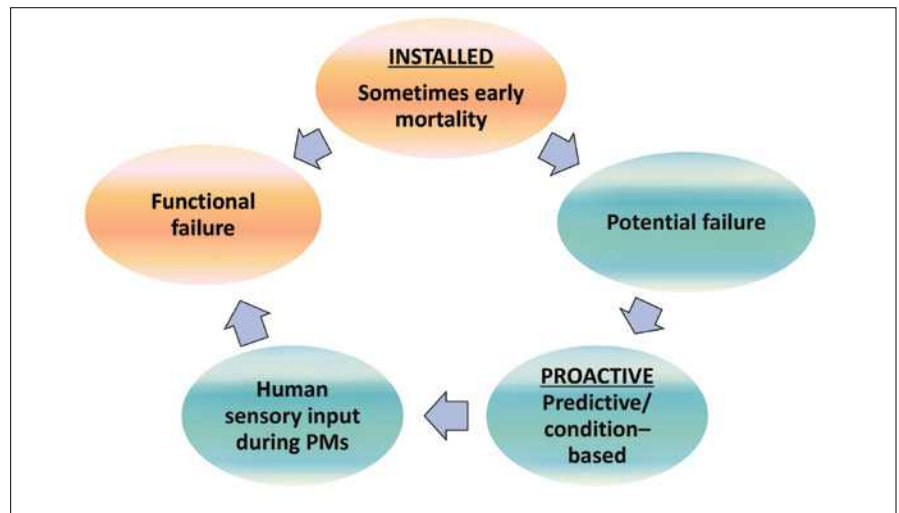 INSTALLED
Sometimes early
mortality
Functional
failure
Potential failure
Human
sensory input
during PMs
PROACTIVE
Predictive/
condition–
based